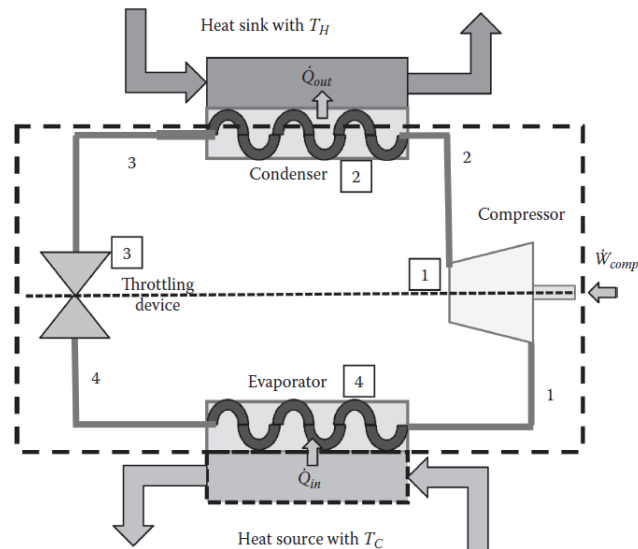 Heat sink with T_H
Q̇_out
3
2
Condenser
2
Compressor
3
1
Ẇ_comp
Throttling
device
4
Evaporator
4
1
Q̇_in
Heat source with T_C